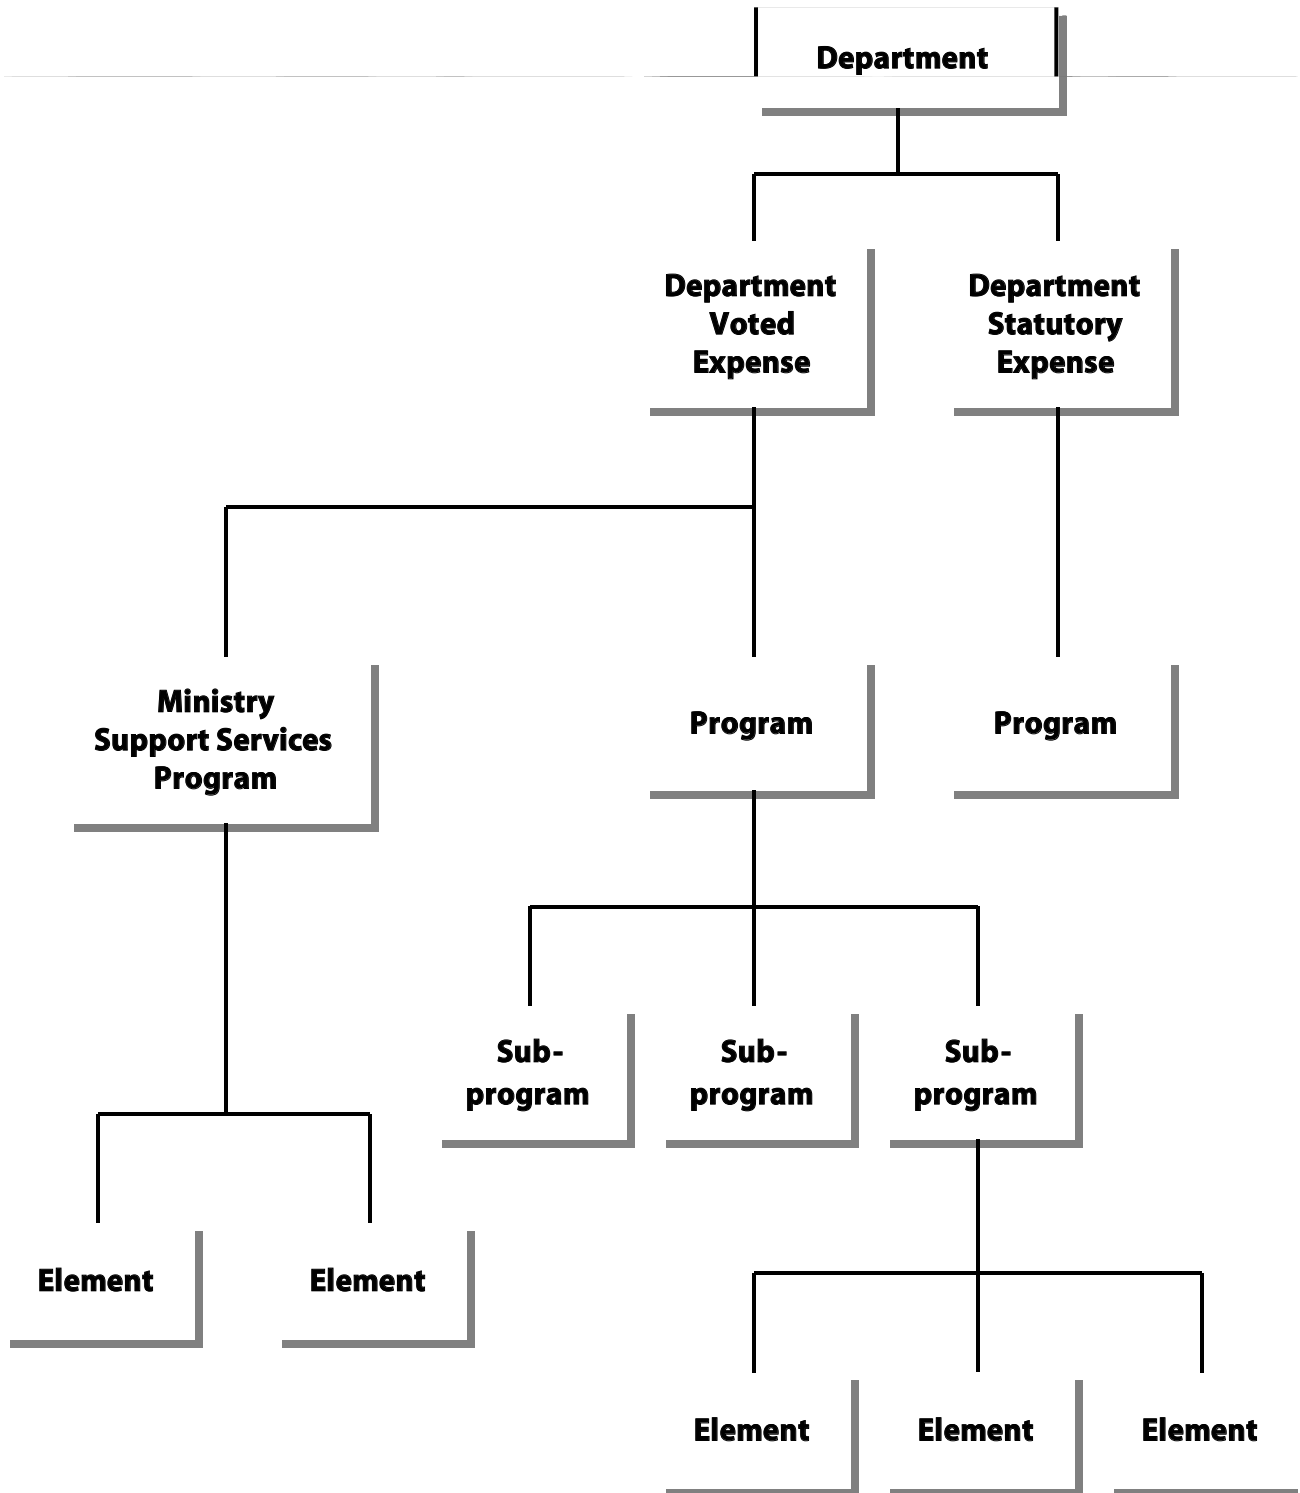 Department
Department
Voted
Expense
Department
Statutory
Expense
Ministry
Support Services
Program
Program
Program
Sub-
program
Sub-
program
Sub-
program
Element
Element
Element
Element
Element